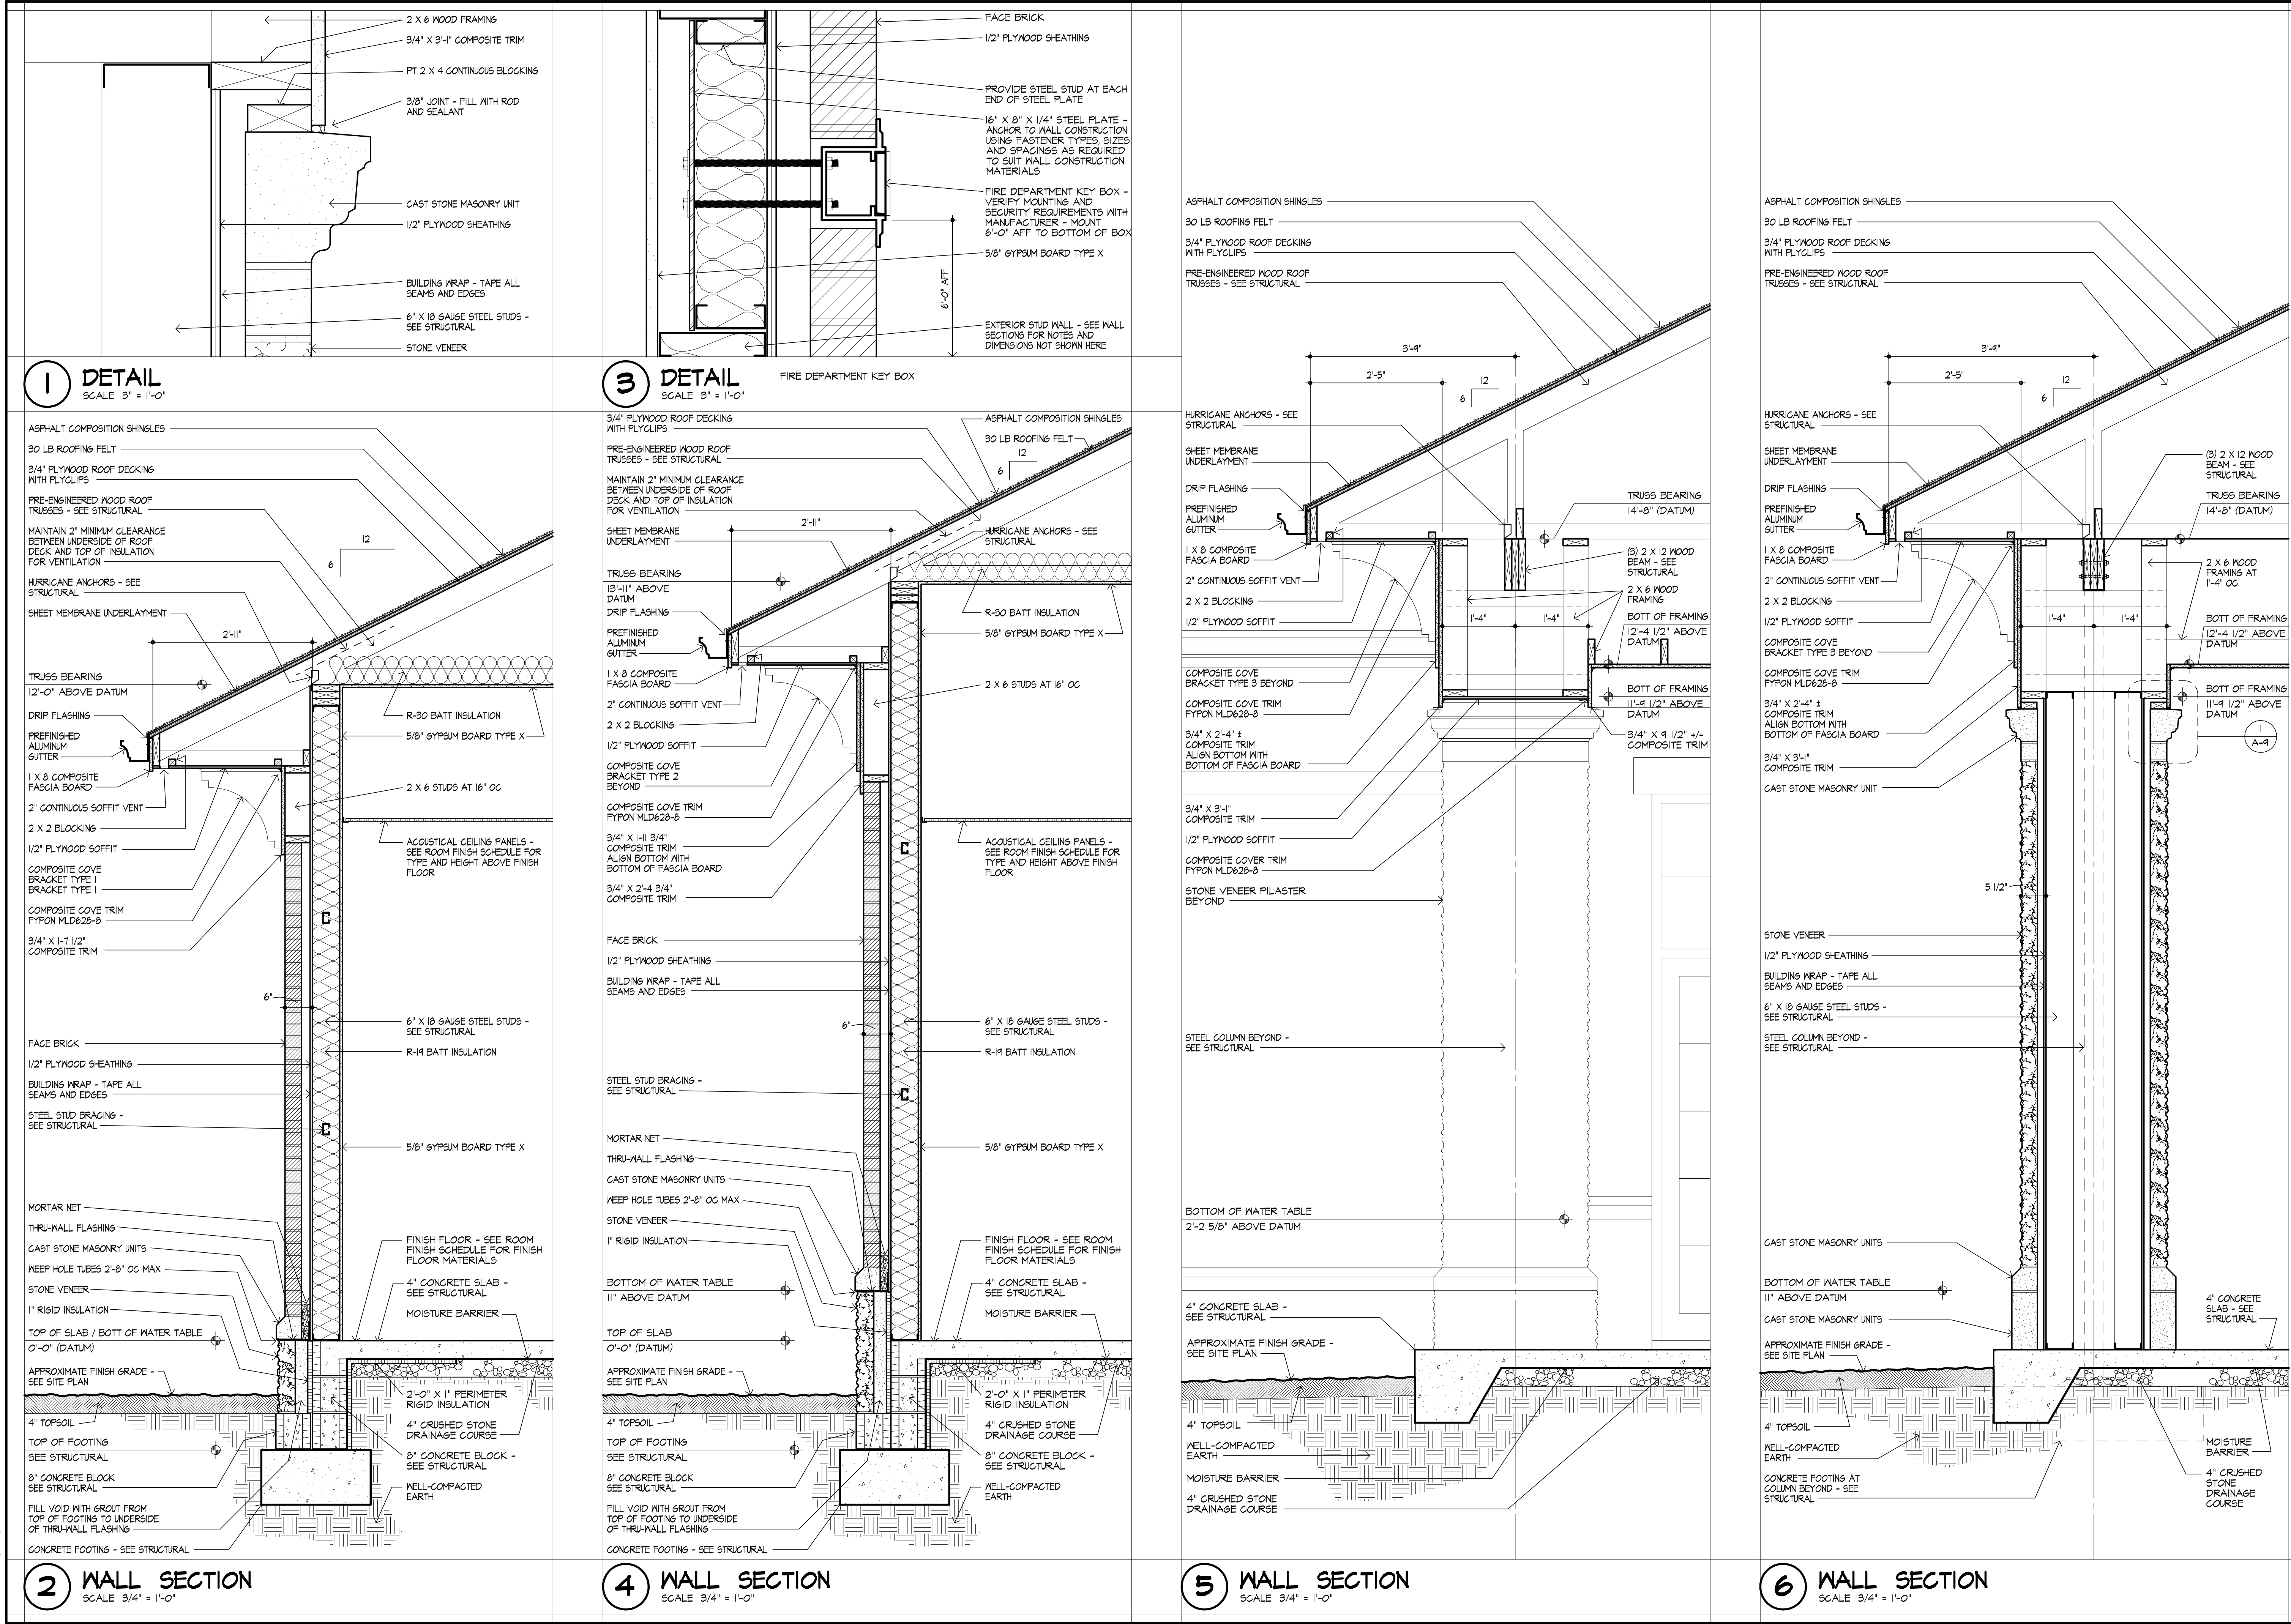 2 X 6 WOOD FRAMING
3/4" X 3'-1" COMPOSITE TRIM
PT 2 X 4 CONTINUOUS BLOCKING
3/8" JOINT - FILL WITH ROD
AND SEALANT
CAST STONE MASONRY UNIT
1/2" PLYWOOD SHEATHING
BUILDING WRAP - TAPE ALL
SEAMS AND EDGES
6" X 18 GAUGE STEEL STUDS -
SEE STRUCTURAL
STONE VENEER
1
DETAIL
SCALE 3" = 1'-0"
FACE BRICK
1/2" PLYWOOD SHEATHING
PROVIDE STEEL STUD AT EACH
END OF STEEL PLATE
16" X 8" X 1/4" STEEL PLATE -
ANCHOR TO WALL CONSTRUCTION
USING FASTENER TYPES, SIZES
AND SPACINGS AS REQUIRED
TO SUIT WALL CONSTRUCTION
MATERIALS
FIRE DEPARTMENT KEY BOX -
VERIFY MOUNTING AND
SECURITY REQUIREMENTS WITH
MANUFACTURER - MOUNT
6'-0" AFF TO BOTTOM OF BOX
5/8" GYPSUM BOARD TYPE X
6'-0" AFF
EXTERIOR STUD WALL - SEE WALL
SECTIONS FOR NOTES AND
DIMENSIONS NOT SHOWN HERE
3
DETAIL
SCALE 3" = 1'-0"
FIRE DEPARTMENT KEY BOX
ASPHALT COMPOSITION SHINGLES
30 LB ROOFING FELT
3/4" PLYWOOD ROOF DECKING
WITH PLYCLIPS
PRE-ENGINEERED WOOD ROOF
TRUSSES - SEE STRUCTURAL
MAINTAIN 2" MINIMUM CLEARANCE
BETWEEN UNDERSIDE OF ROOF
DECK AND TOP OF INSULATION
FOR VENTILATION
HURRICANE ANCHORS - SEE
STRUCTURAL
SHEET MEMBRANE UNDERLAYMENT
12
6
2'-11"
TRUSS BEARING
12'-0" ABOVE DATUM
DRIP FLASHING
PREFINISHED
ALUMINUM
GUTTER
1 X 8 COMPOSITE
FASCIA BOARD
2" CONTINUOUS SOFFIT VENT
2 X 2 BLOCKING
1/2" PLYWOOD SOFFIT
COMPOSITE COVE
BRACKET TYPE 1
BRACKET TYPE 1
COMPOSITE COVE TRIM
FYPON MLD628-8
3/4" X 1-7 1/2"
COMPOSITE TRIM
R-30 BATT INSULATION
5/8" GYPSUM BOARD TYPE X
2 X 6 STUDS AT 16" OC
ACOUSTICAL CEILING PANELS -
SEE ROOM FINISH SCHEDULE FOR
TYPE AND HEIGHT ABOVE FINISH
FLOOR
6"
FACE BRICK
1/2" PLYWOOD SHEATHING
BUILDING WRAP - TAPE ALL
SEAMS AND EDGES
STEEL STUD BRACING -
SEE STRUCTURAL
6" X 18 GAUGE STEEL STUDS -
SEE STRUCTURAL
R-19 BATT INSULATION
5/8" GYPSUM BOARD TYPE X
MORTAR NET
THRU-WALL FLASHING
CAST STONE MASONRY UNITS
WEEP HOLE TUBES 2'-8" OC MAX
STONE VENEER
1" RIGID INSULATION
TOP OF SLAB / BOTT OF WATER TABLE
0'-0" (DATUM)
APPROXIMATE FINISH GRADE -
SEE SITE PLAN
4" TOPSOIL
TOP OF FOOTING
SEE STRUCTURAL
8" CONCRETE BLOCK
SEE STRUCTURAL
FILL VOID WITH GROUT FROM
TOP OF FOOTING TO UNDERSIDE
OF THRU-WALL FLASHING
CONCRETE FOOTING - SEE STRUCTURAL
FINISH FLOOR - SEE ROOM
FINISH SCHEDULE FOR FINISH
FLOOR MATERIALS
4" CONCRETE SLAB -
SEE STRUCTURAL
MOISTURE BARRIER
2'-0" X 1" PERIMETER
RIGID INSULATION
4" CRUSHED STONE
DRAINAGE COURSE
8" CONCRETE BLOCK -
SEE STRUCTURAL
WELL-COMPACTED
EARTH
2
WALL SECTION
SCALE 3/4" = 1'-0"
3/4" PLYWOOD ROOF DECKING
WITH PLYCLIPS
PRE-ENGINEERED WOOD ROOF
TRUSSES - SEE STRUCTURAL
MAINTAIN 2" MINIMUM CLEARANCE
BETWEEN UNDERSIDE OF ROOF
DECK AND TOP OF INSULATION
FOR VENTILATION
SHEET MEMBRANE
UNDERLAYMENT
ASPHALT COMPOSITION SHINGLES
30 LB ROOFING FELT
12
6
2'-11"
HURRICANE ANCHORS - SEE
STRUCTURAL
TRUSS BEARING
13'-11" ABOVE
DATUM
DRIP FLASHING
PREFINISHED
ALUMINUM
GUTTER
1 X 8 COMPOSITE
FASCIA BOARD
2" CONTINUOUS SOFFIT VENT
2 X 2 BLOCKING
1/2" PLYWOOD SOFFIT
COMPOSITE COVE
BRACKET TYPE 2
BEYOND
COMPOSITE COVE TRIM
FYPON MLD628-8
3/4" X 1-11 3/4"
COMPOSITE TRIM
ALIGN BOTTOM WITH
BOTTOM OF FASCIA BOARD
3/4" X 2'-4 3/4"
COMPOSITE TRIM
R-30 BATT INSULATION
5/8" GYPSUM BOARD TYPE X
2 X 6 STUDS AT 16" OC
ACOUSTICAL CEILING PANELS -
SEE ROOM FINISH SCHEDULE FOR
TYPE AND HEIGHT ABOVE FINISH
FLOOR
FACE BRICK
1/2" PLYWOOD SHEATHING
BUILDING WRAP - TAPE ALL
SEAMS AND EDGES
6"
STEEL STUD BRACING -
SEE STRUCTURAL
6" X 18 GAUGE STEEL STUDS -
SEE STRUCTURAL
R-19 BATT INSULATION
5/8" GYPSUM BOARD TYPE X
MORTAR NET
THRU-WALL FLASHING
CAST STONE MASONRY UNITS
WEEP HOLE TUBES 2'-8" OC MAX
STONE VENEER
1" RIGID INSULATION
BOTTOM OF WATER TABLE
11" ABOVE DATUM
TOP OF SLAB
0'-0" (DATUM)
APPROXIMATE FINISH GRADE -
SEE SITE PLAN
4" TOPSOIL
TOP OF FOOTING
SEE STRUCTURAL
8" CONCRETE BLOCK
SEE STRUCTURAL
FILL VOID WITH GROUT FROM
TOP OF FOOTING TO UNDERSIDE
OF THRU-WALL FLASHING
CONCRETE FOOTING - SEE STRUCTURAL
FINISH FLOOR - SEE ROOM
FINISH SCHEDULE FOR FINISH
FLOOR MATERIALS
4" CONCRETE SLAB -
SEE STRUCTURAL
MOISTURE BARRIER
2'-0" X 1" PERIMETER
RIGID INSULATION
4" CRUSHED STONE
DRAINAGE COURSE
8" CONCRETE BLOCK -
SEE STRUCTURAL
WELL-COMPACTED
EARTH
4
WALL SECTION
SCALE 3/4" = 1'-0"
ASPHALT COMPOSITION SHINGLES
30 LB ROOFING FELT
3/4" PLYWOOD ROOF DECKING
WITH PLYCLIPS
PRE-ENGINEERED WOOD ROOF
TRUSSES - SEE STRUCTURAL
3'-9"
2'-5"
12
6
HURRICANE ANCHORS - SEE
STRUCTURAL
SHEET MEMBRANE
UNDERLAYMENT
DRIP FLASHING
PREFINISHED
ALUMINUM
GUTTER
1 X 8 COMPOSITE
FASCIA BOARD
2" CONTINUOUS SOFFIT VENT
2 X 2 BLOCKING
1/2" PLYWOOD SOFFIT
COMPOSITE COVE
BRACKET TYPE 3 BEYOND
COMPOSITE COVE TRIM
FYPON MLD628-8
3/4" X 2'-4" ±
COMPOSITE TRIM
ALIGN BOTTOM WITH
BOTTOM OF FASCIA BOARD
3/4" X 3'-1"
COMPOSITE TRIM
1/2" PLYWOOD SOFFIT
COMPOSITE COVER TRIM
FYPON MLD628-8
STONE VENEER PILASTER
BEYOND
TRUSS BEARING
14'-8" (DATUM)
(3) 2 X 12 WOOD
BEAM - SEE
STRUCTURAL
2 X 6 WOOD
FRAMING
1'-4"
1'-4"
BOTT OF FRAMING
12'-4 1/2" ABOVE
DATUM
BOTT OF FRAMING
11'-9 1/2" ABOVE
DATUM
3/4" X 9 1/2" +/-
COMPOSITE TRIM
STEEL COLUMN BEYOND -
SEE STRUCTURAL
BOTTOM OF WATER TABLE
2'-2 5/8" ABOVE DATUM
4" CONCRETE SLAB -
SEE STRUCTURAL
APPROXIMATE FINISH GRADE -
SEE SITE PLAN
4" TOPSOIL
WELL-COMPACTED
EARTH
MOISTURE BARRIER
4" CRUSHED STONE
DRAINAGE COURSE
5
WALL SECTION
SCALE 3/4" = 1'-0"
ASPHALT COMPOSITION SHINGLES
30 LB ROOFING FELT
3/4" PLYWOOD ROOF DECKING
WITH PLYCLIPS
PRE-ENGINEERED WOOD ROOF
TRUSSES - SEE STRUCTURAL
3'-9"
2'-5"
12
6
HURRICANE ANCHORS - SEE
STRUCTURAL
SHEET MEMBRANE
UNDERLAYMENT
DRIP FLASHING
PREFINISHED
ALUMINUM
GUTTER
1 X 8 COMPOSITE
FASCIA BOARD
2" CONTINUOUS SOFFIT VENT
2 X 2 BLOCKING
1/2" PLYWOOD SOFFIT
COMPOSITE COVE
BRACKET TYPE 3 BEYOND
COMPOSITE COVE TRIM
FYPON MLD628-8
3/4" X 2'-4" ±
COMPOSITE TRIM
ALIGN BOTTOM WITH
BOTTOM OF FASCIA BOARD
3/4" X 3'-1"
COMPOSITE TRIM
CAST STONE MASONRY UNIT
(3) 2 X 12 WOOD
BEAM - SEE
STRUCTURAL
TRUSS BEARING
14'-8" (DATUM)
2 X 6 WOOD
FRAMING AT
1'-4" OC
1'-4"
1'-4"
BOTT OF FRAMING
12'-4 1/2" ABOVE
DATUM
BOTT OF FRAMING
11'-9 1/2" ABOVE
DATUM
1
A-9
5 1/2"
STONE VENEER
1/2" PLYWOOD SHEATHING
BUILDING WRAP - TAPE ALL
SEAMS AND EDGES
6" X 18 GAUGE STEEL STUDS -
SEE STRUCTURAL
STEEL COLUMN BEYOND -
SEE STRUCTURAL
CAST STONE MASONRY UNITS
BOTTOM OF WATER TABLE
11" ABOVE DATUM
CAST STONE MASONRY UNITS
APPROXIMATE FINISH GRADE -
SEE SITE PLAN
4" TOPSOIL
WELL-COMPACTED
EARTH
CONCRETE FOOTING AT
COLUMN BEYOND - SEE
STRUCTURAL
4" CONCRETE
SLAB - SEE
STRUCTURAL
MOISTURE
BARRIER
4" CRUSHED
STONE
DRAINAGE
COURSE
6
WALL SECTION
SCALE 3/4" = 1'-0"